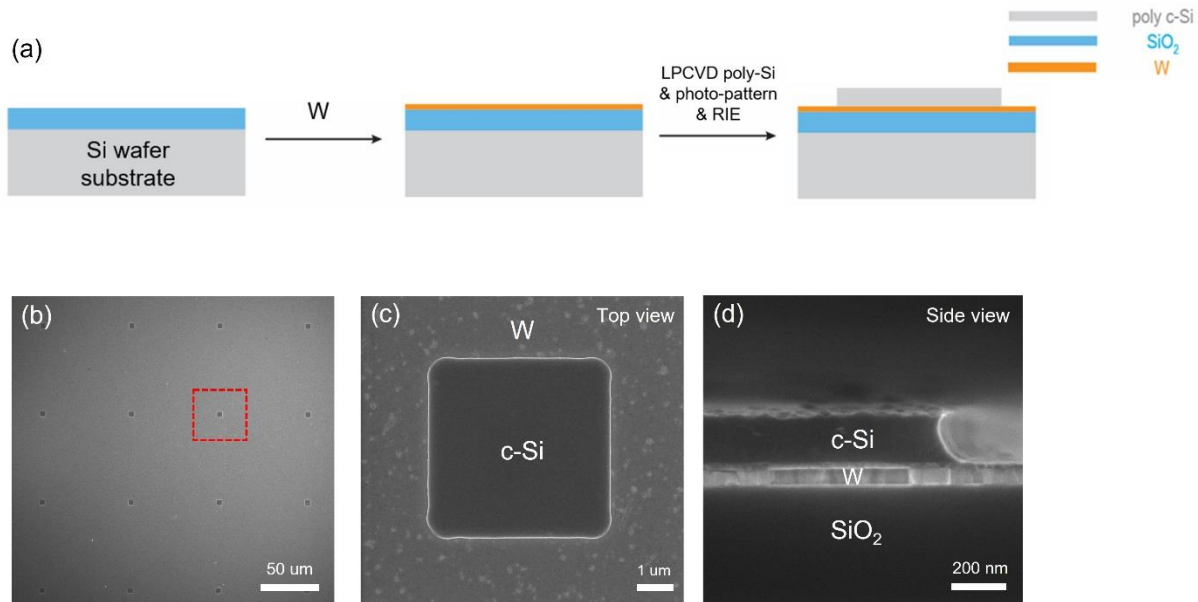 (a)
poly c-Si
SiO₂
W
Si wafer
substrate
W
LPCVD poly-Si
& photo-pattern
& RIE
(b)
50 um
(c)
Top view
W
c-Si
1 um
(d)
Side view
c-Si
W
SiO₂
200 nm